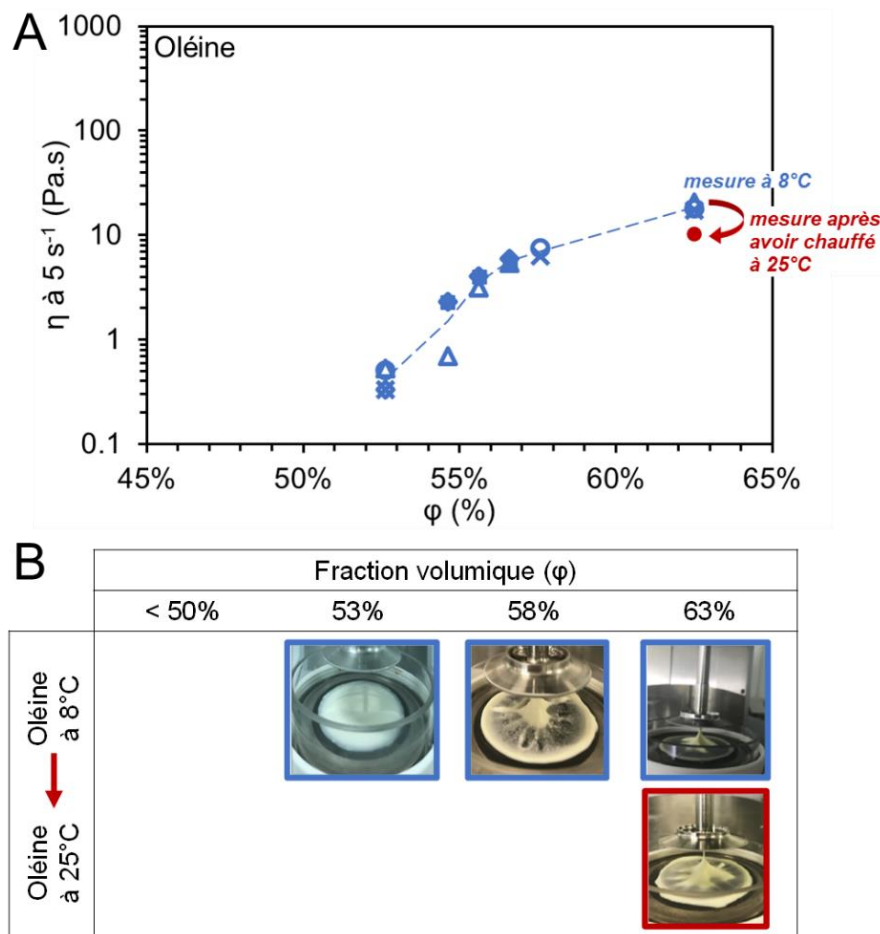 A
Oléine
1000
100
10
1
0.1
η à 5 s⁻¹ (Pa.s)
mesure à 8°C
mesure après
avoir chauffé
à 25°C
45%
50%
55%
60%
65%
φ (%)
B
Fraction volumique (φ)
< 50%
53%
58%
63%
Oléine
à 8°C
Oléine
à 25°C